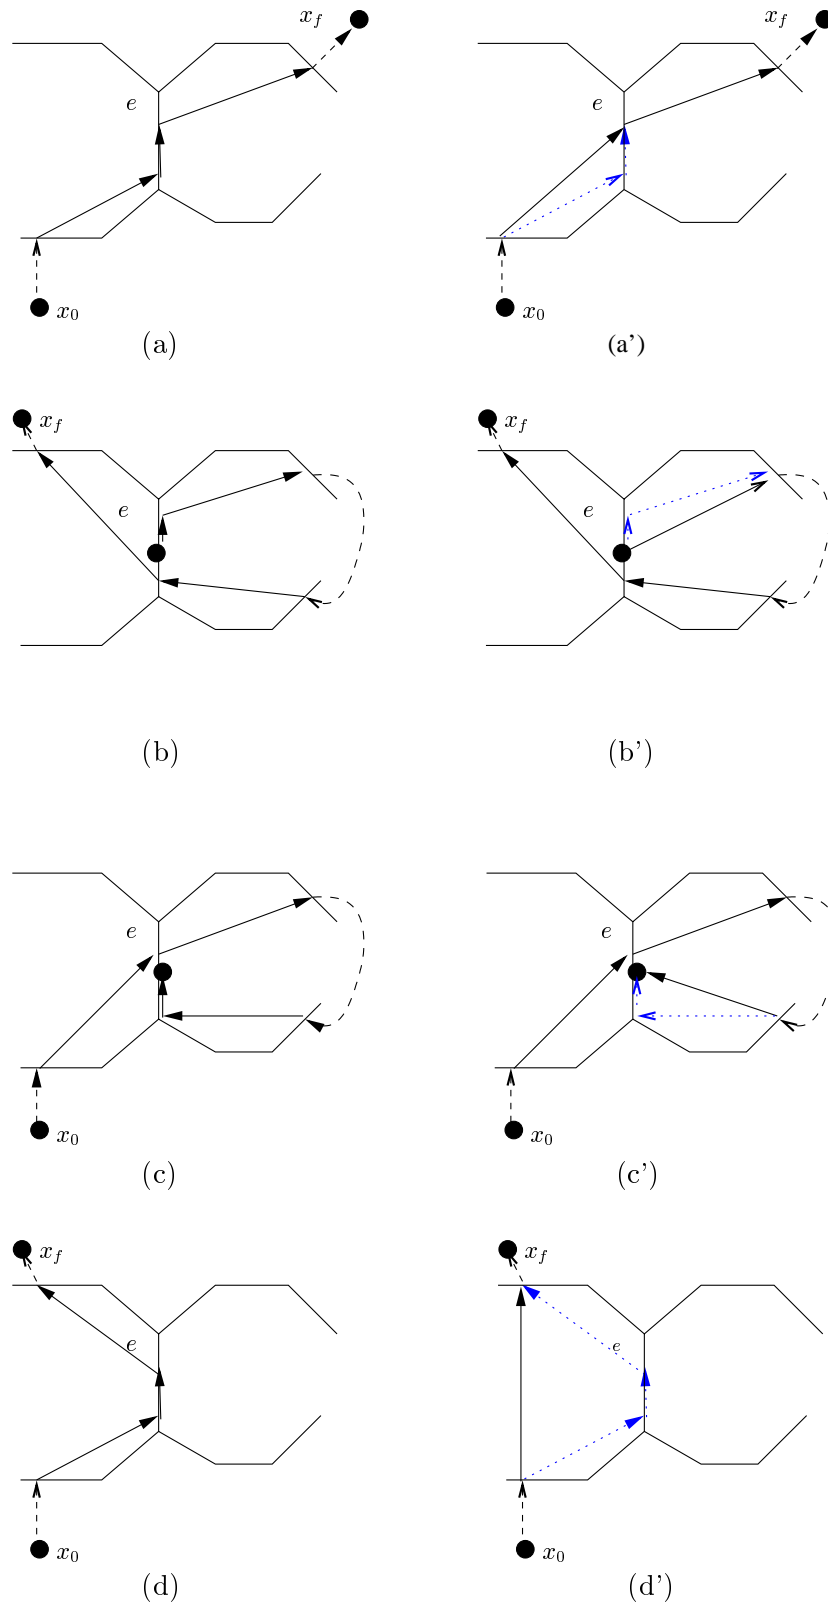 x_f x_f
e e
x_0 x_0
(a) (a')
x_f x_f
e e
(b) (b')
e e
x_0 x_0
(c) (c')
x_f x_f
e e
x_0 x_0
(d) (d')